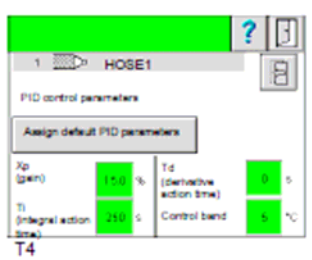 ?
1 HOSE1
PID control parameters
Assign default PID parameters
Xp
(gain)
15.0 %
Td
(derivative
action time)
0 s
Ti
(integral action
time)
250 s
Control band
5 °C
T4